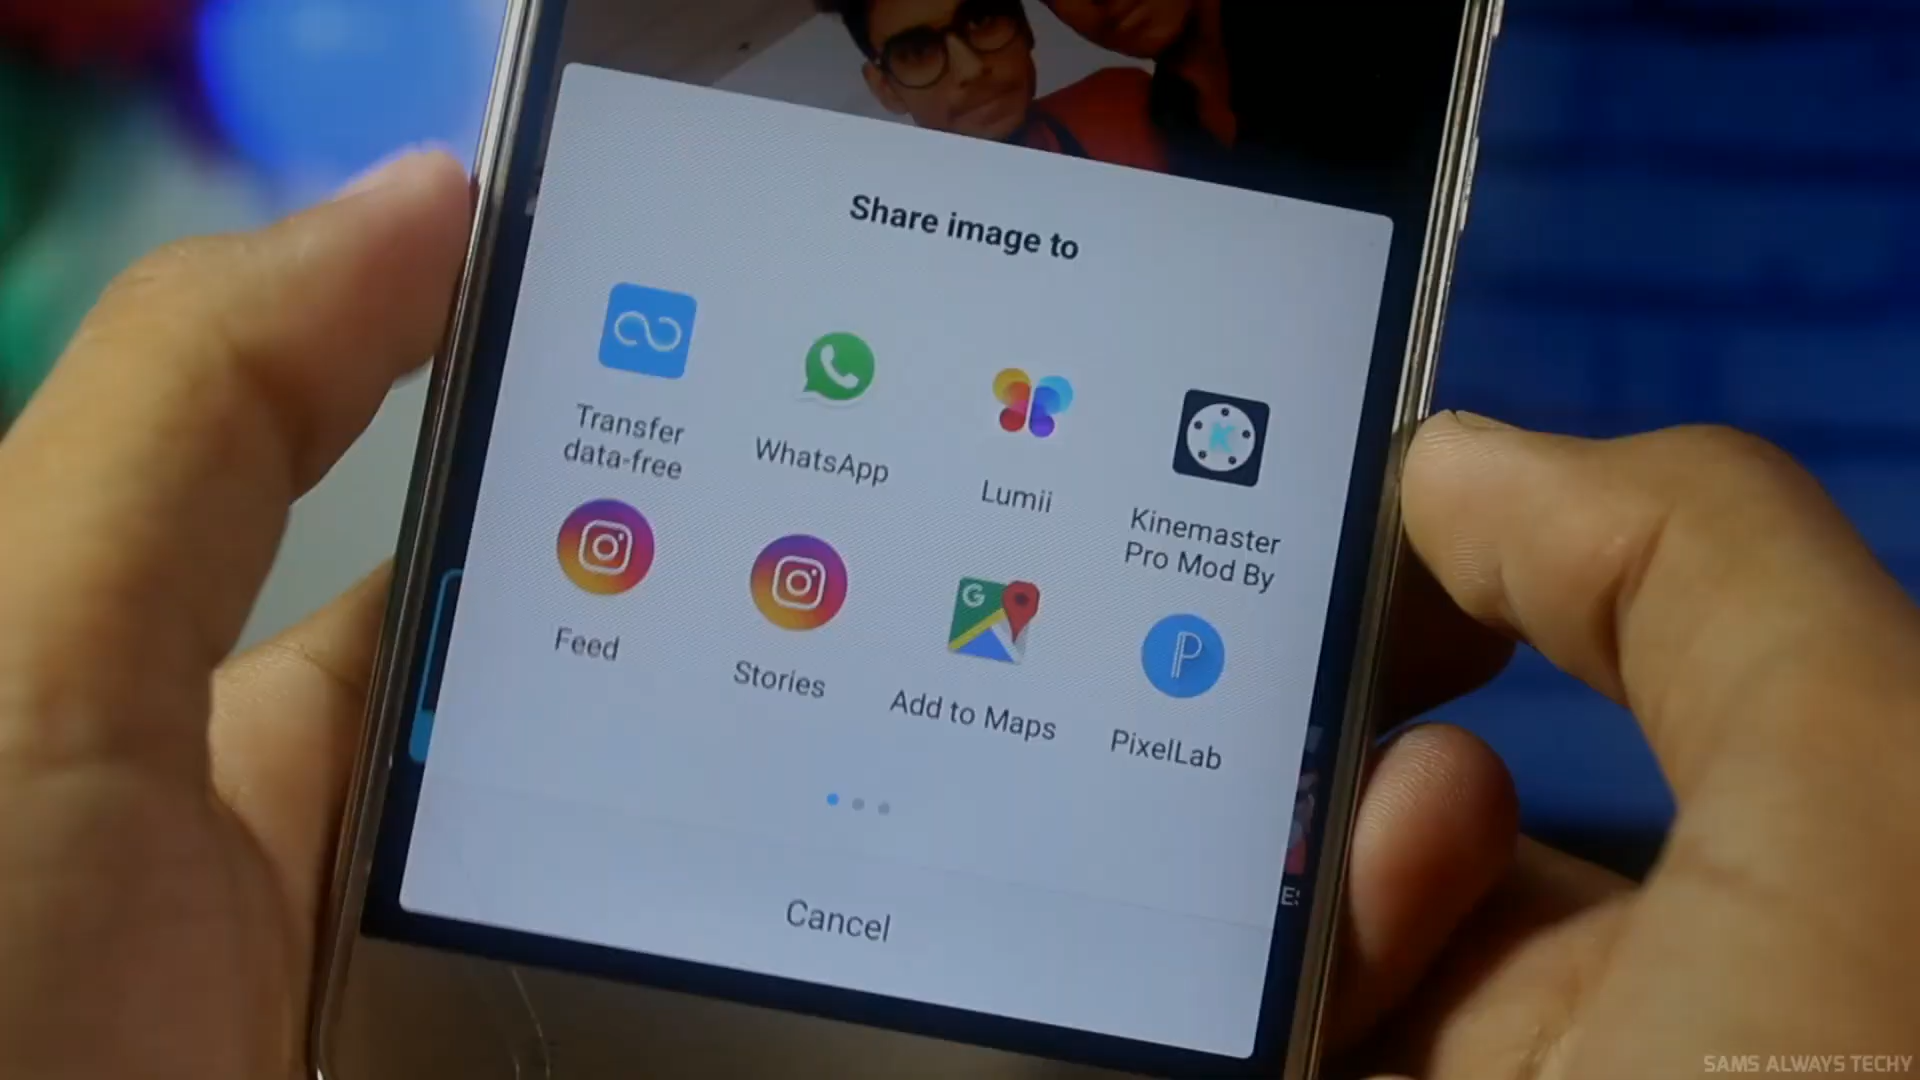 Share image to
Transfer
data-free
WhatsApp
Lumii
Kinemaster
Pro Mod By
Feed
Stories
Add to Maps
PixelLab
Cancel
SAMS ALWAYS TECHY